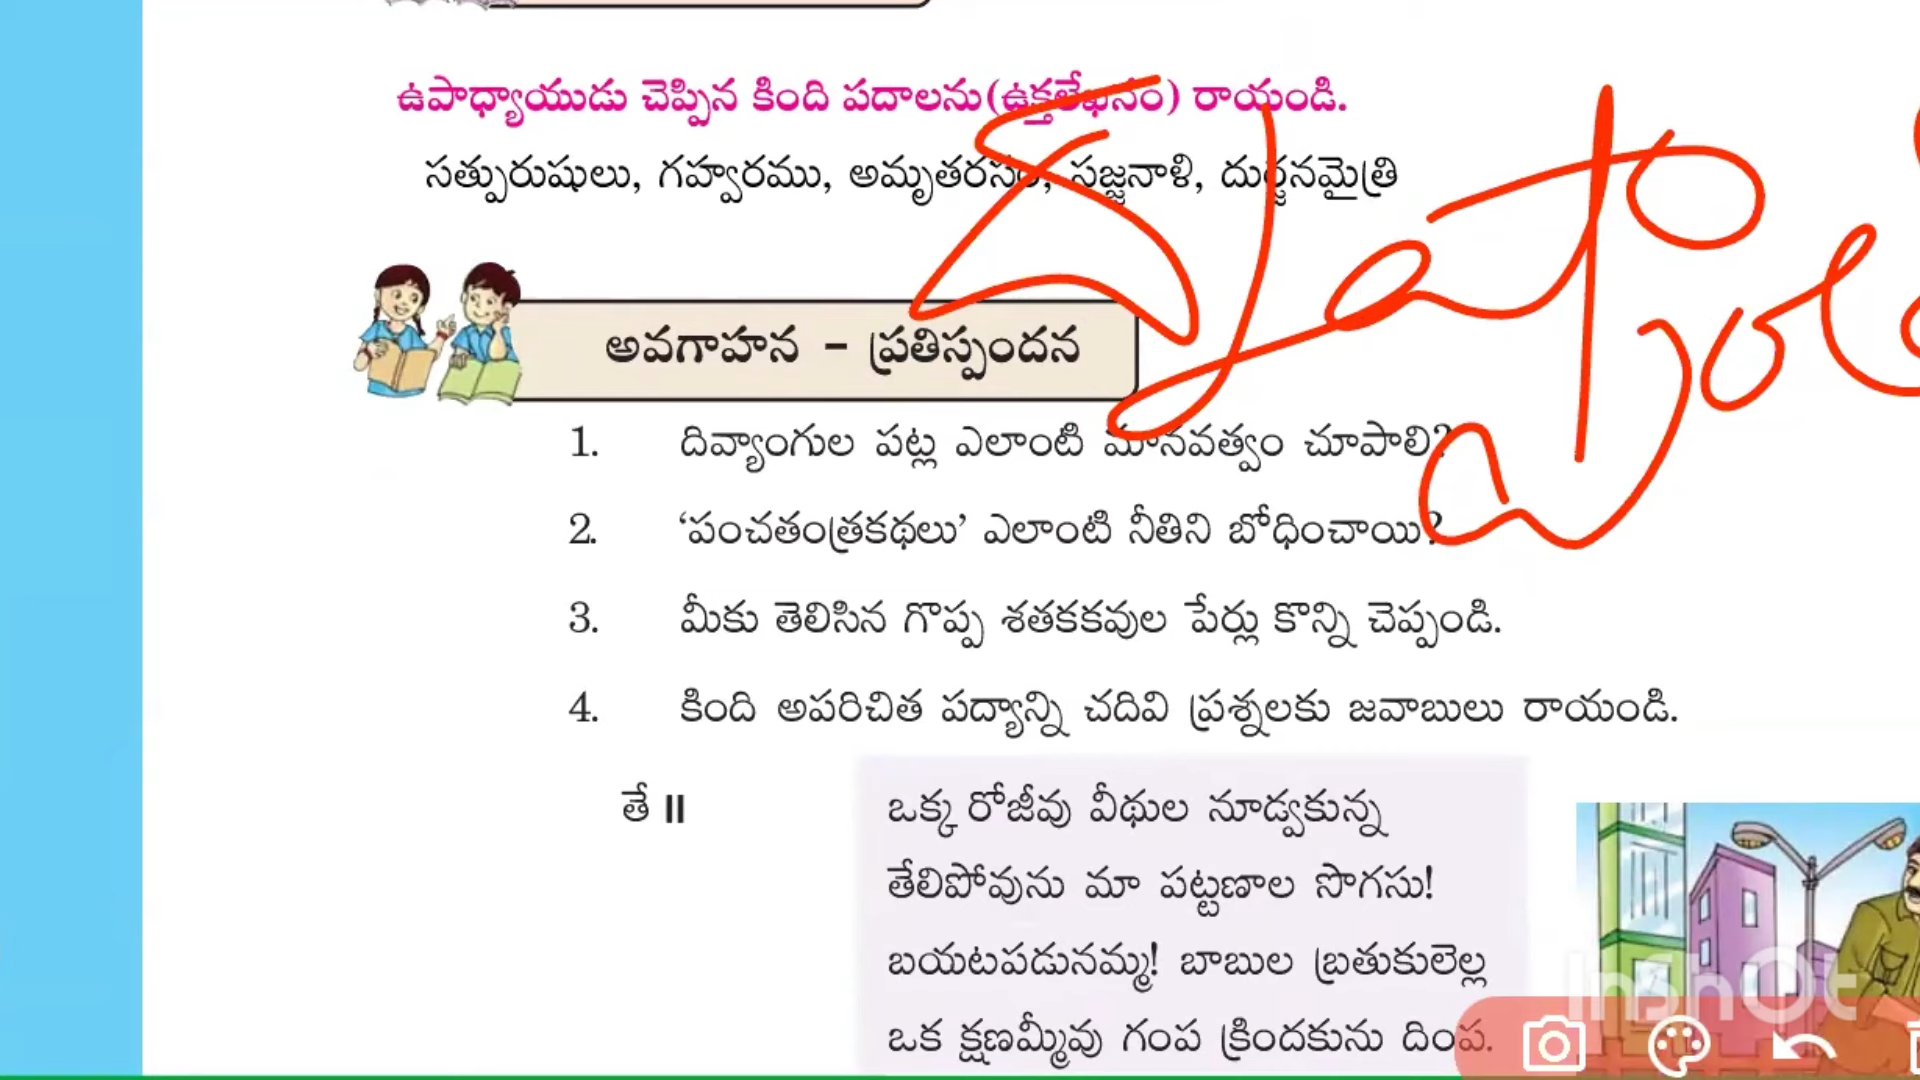 ఉపాధ్యాయుడు చెప్పిన కింది పదాలను (ఉక్తలేఖనం) రాయండి.
సత్పురుషులు, గహ్వరము, అమృతరసం, సజ్జనాళి, దుర్జనమైత్రి
అవగాహన - ప్రతిస్పందన
1. దివ్యాంగుల పట్ల ఎలాంటి మానవత్వం చూపాలి?
2. ‘పంచతంత్రకథలు’ ఎలాంటి నీతిని బోధించాయి?
3. మీకు తెలిసిన గొప్ప శతకకవుల పేర్లు కొన్ని చెప్పండి.
4. కింది అపరిచిత పద్యాన్ని చదివి ప్రశ్నలకు జవాబులు రాయండి.
తే ॥ ఒక్క రోజీవు వీథుల నూడ్వకున్న
తేలిపోవును మా పట్టణాల సొగసు!
బయటపడునమ్మ! బాబుల బ్రతుకులెల్ల
ఒక క్షణమ్మీవు గంప క్రిందకును దింప.
InShOt